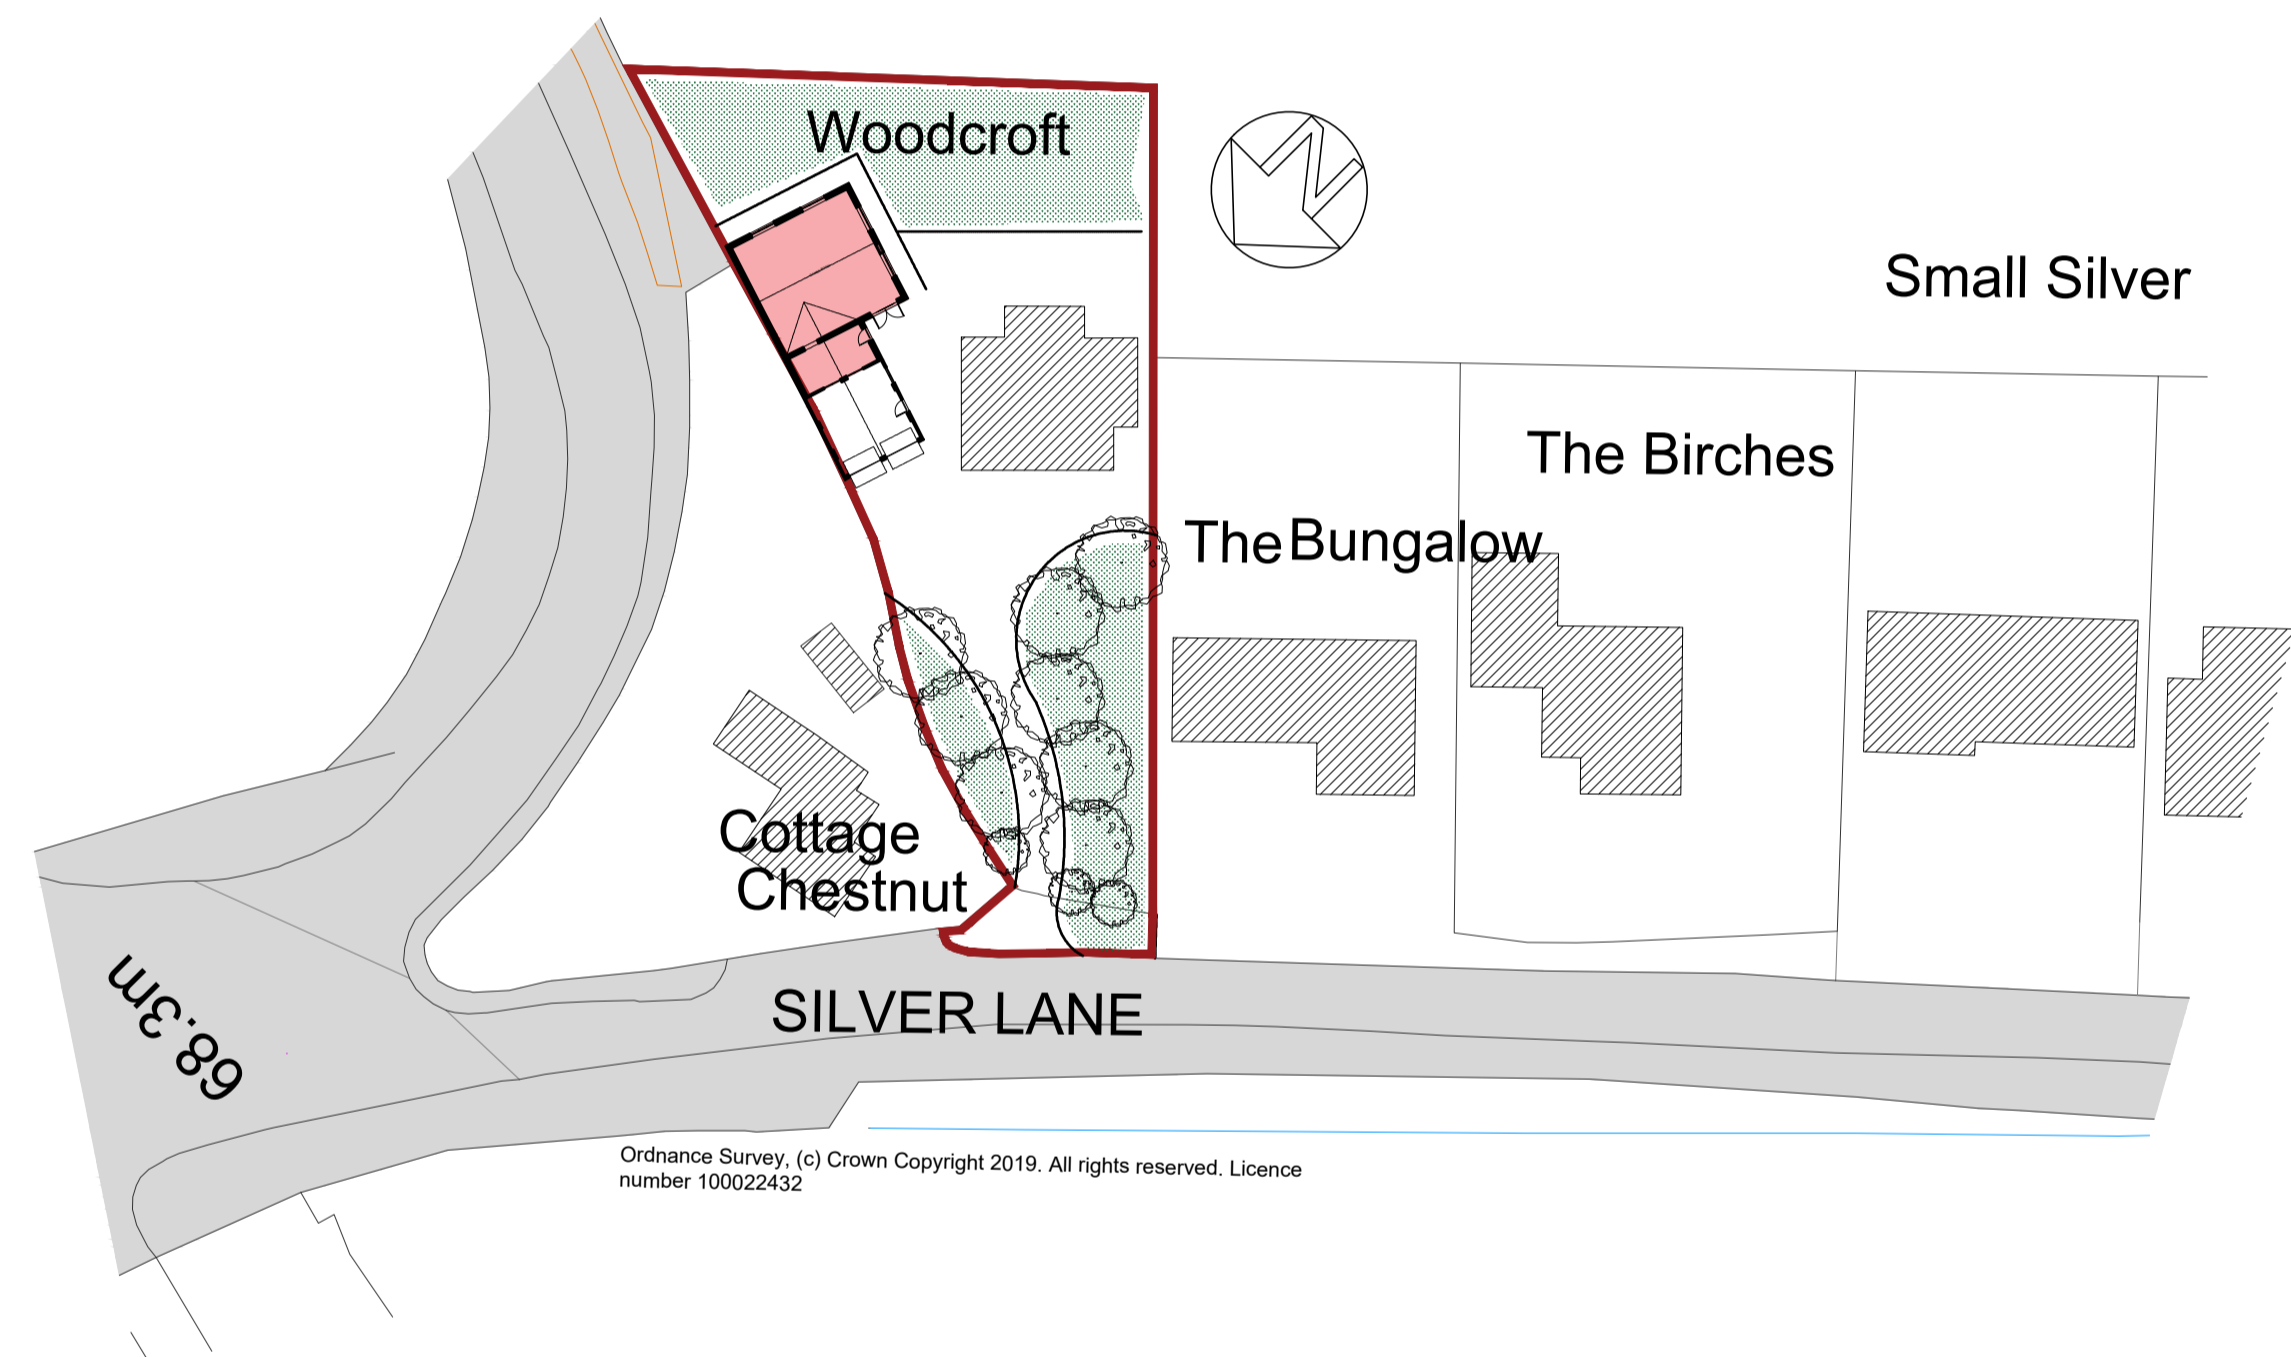 Woodcroft
N
Small Silver
The Birches
The Bungalow
Cottage
Chestnut
68.3m
SILVER LANE
Ordnance Survey, (c) Crown Copyright 2019. All rights reserved. Licence
number 100022432